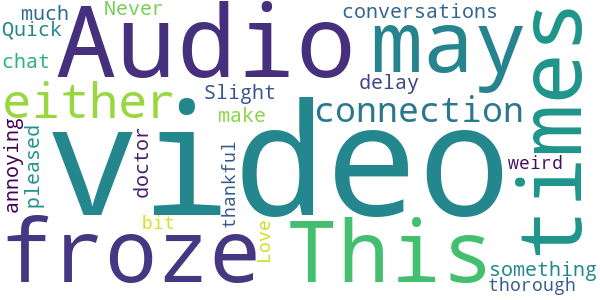 much
Never
Quick
chat
Audio
conversations
may
times
either
Slight
delay
make
connection
video
annoying
pleased
doctor
thankful
weird
froze
bit
Love
This
something
thorough